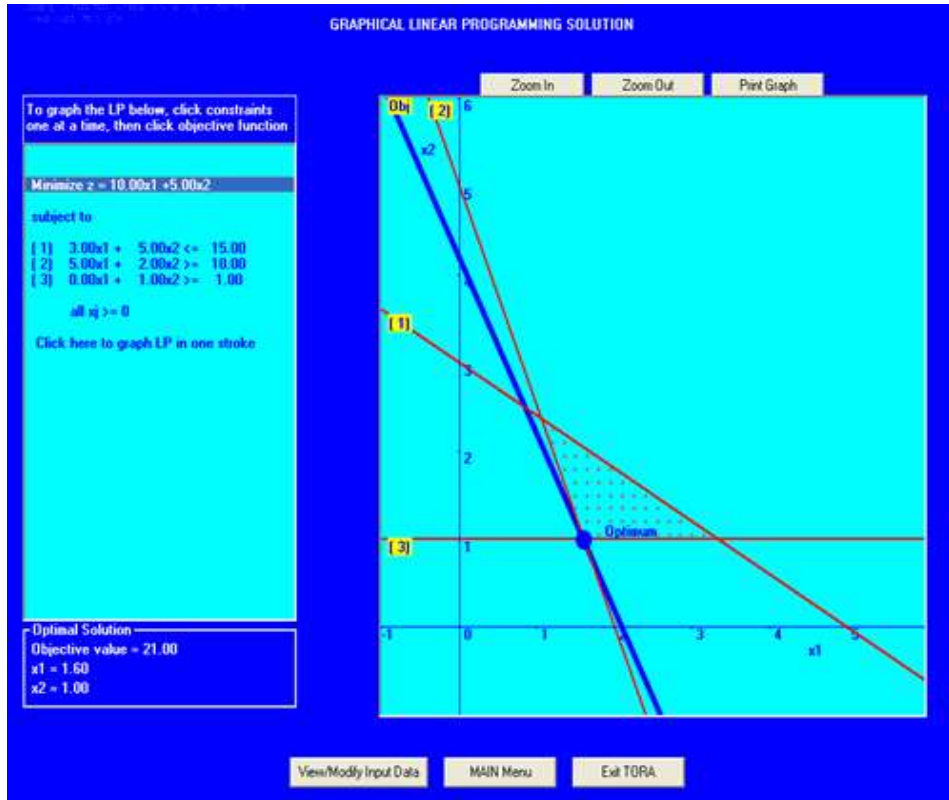 GRAPHICAL LINEAR PROGRAMMING SOLUTION
Zoom In Zoom Out Print Graph
To graph the LP below, click constraints
one at a time, then click objective function
Minimize z = 10.00x1 +5.00x2
subject to
( 1) 3.00x1 + 5.00x2 <= 15.00
( 2) 5.00x1 + 2.00x2 >= 10.00
( 3) 0.00x1 + 1.00x2 >= 1.00
all xj >= 0
Click here to graph LP in one stroke
Optimal Solution
Objective value = 21.00
x1 = 1.60
x2 = 1.00
Obj ( 2) 6
x2
5
4
( 1)
3
2
Optimum
( 3) 1
-1 0 1 2 3 4 5
x1
View/Modify Input Data MAIN Menu Exit TORA